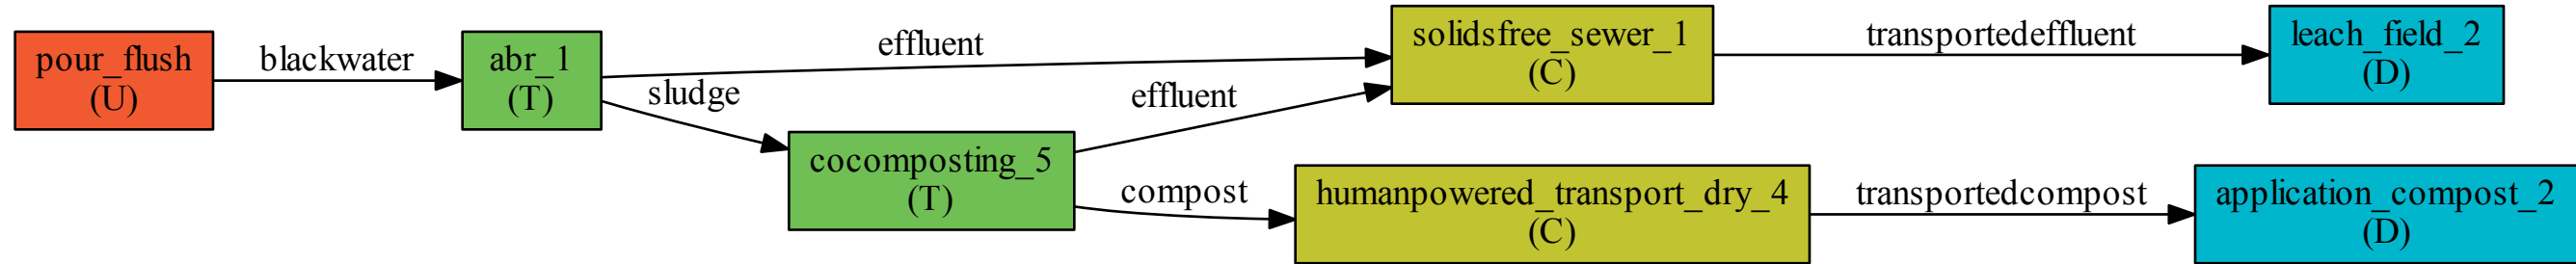 pour_flush
(U)
blackwater
abr_1
(T)
effluent
sludge
cocomposting_5
(T)
effluent
compost
solidsfree_sewer_1
(C)
humanpowered_transport_dry_4
(C)
transportedeffluent
transportedcompost
leach_field_2
(D)
application_compost_2
(D)